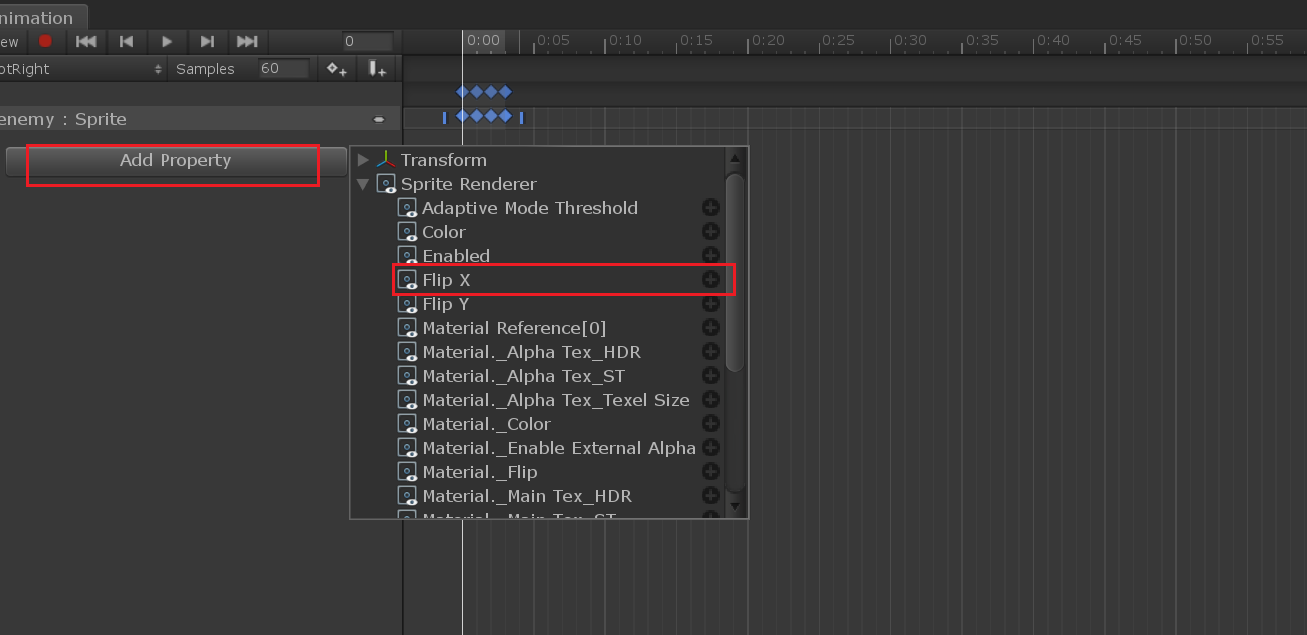 nimation
ew 0 0:00 0:05 0:10 0:15 0:20 0:25 0:30 0:35 0:40 0:45 0:50 0:55
otRight Samples 60
enemy : Sprite
Add Property
Transform
Sprite Renderer
Adaptive Mode Threshold
Color
Enabled
Flip X
Flip Y
Material Reference[0]
Material._Alpha Tex_HDR
Material._Alpha Tex_ST
Material._Alpha Tex_Texel Size
Material._Color
Material._Enable External Alpha
Material._Flip
Material._Main Tex_HDR
Material._Main Tex_ST